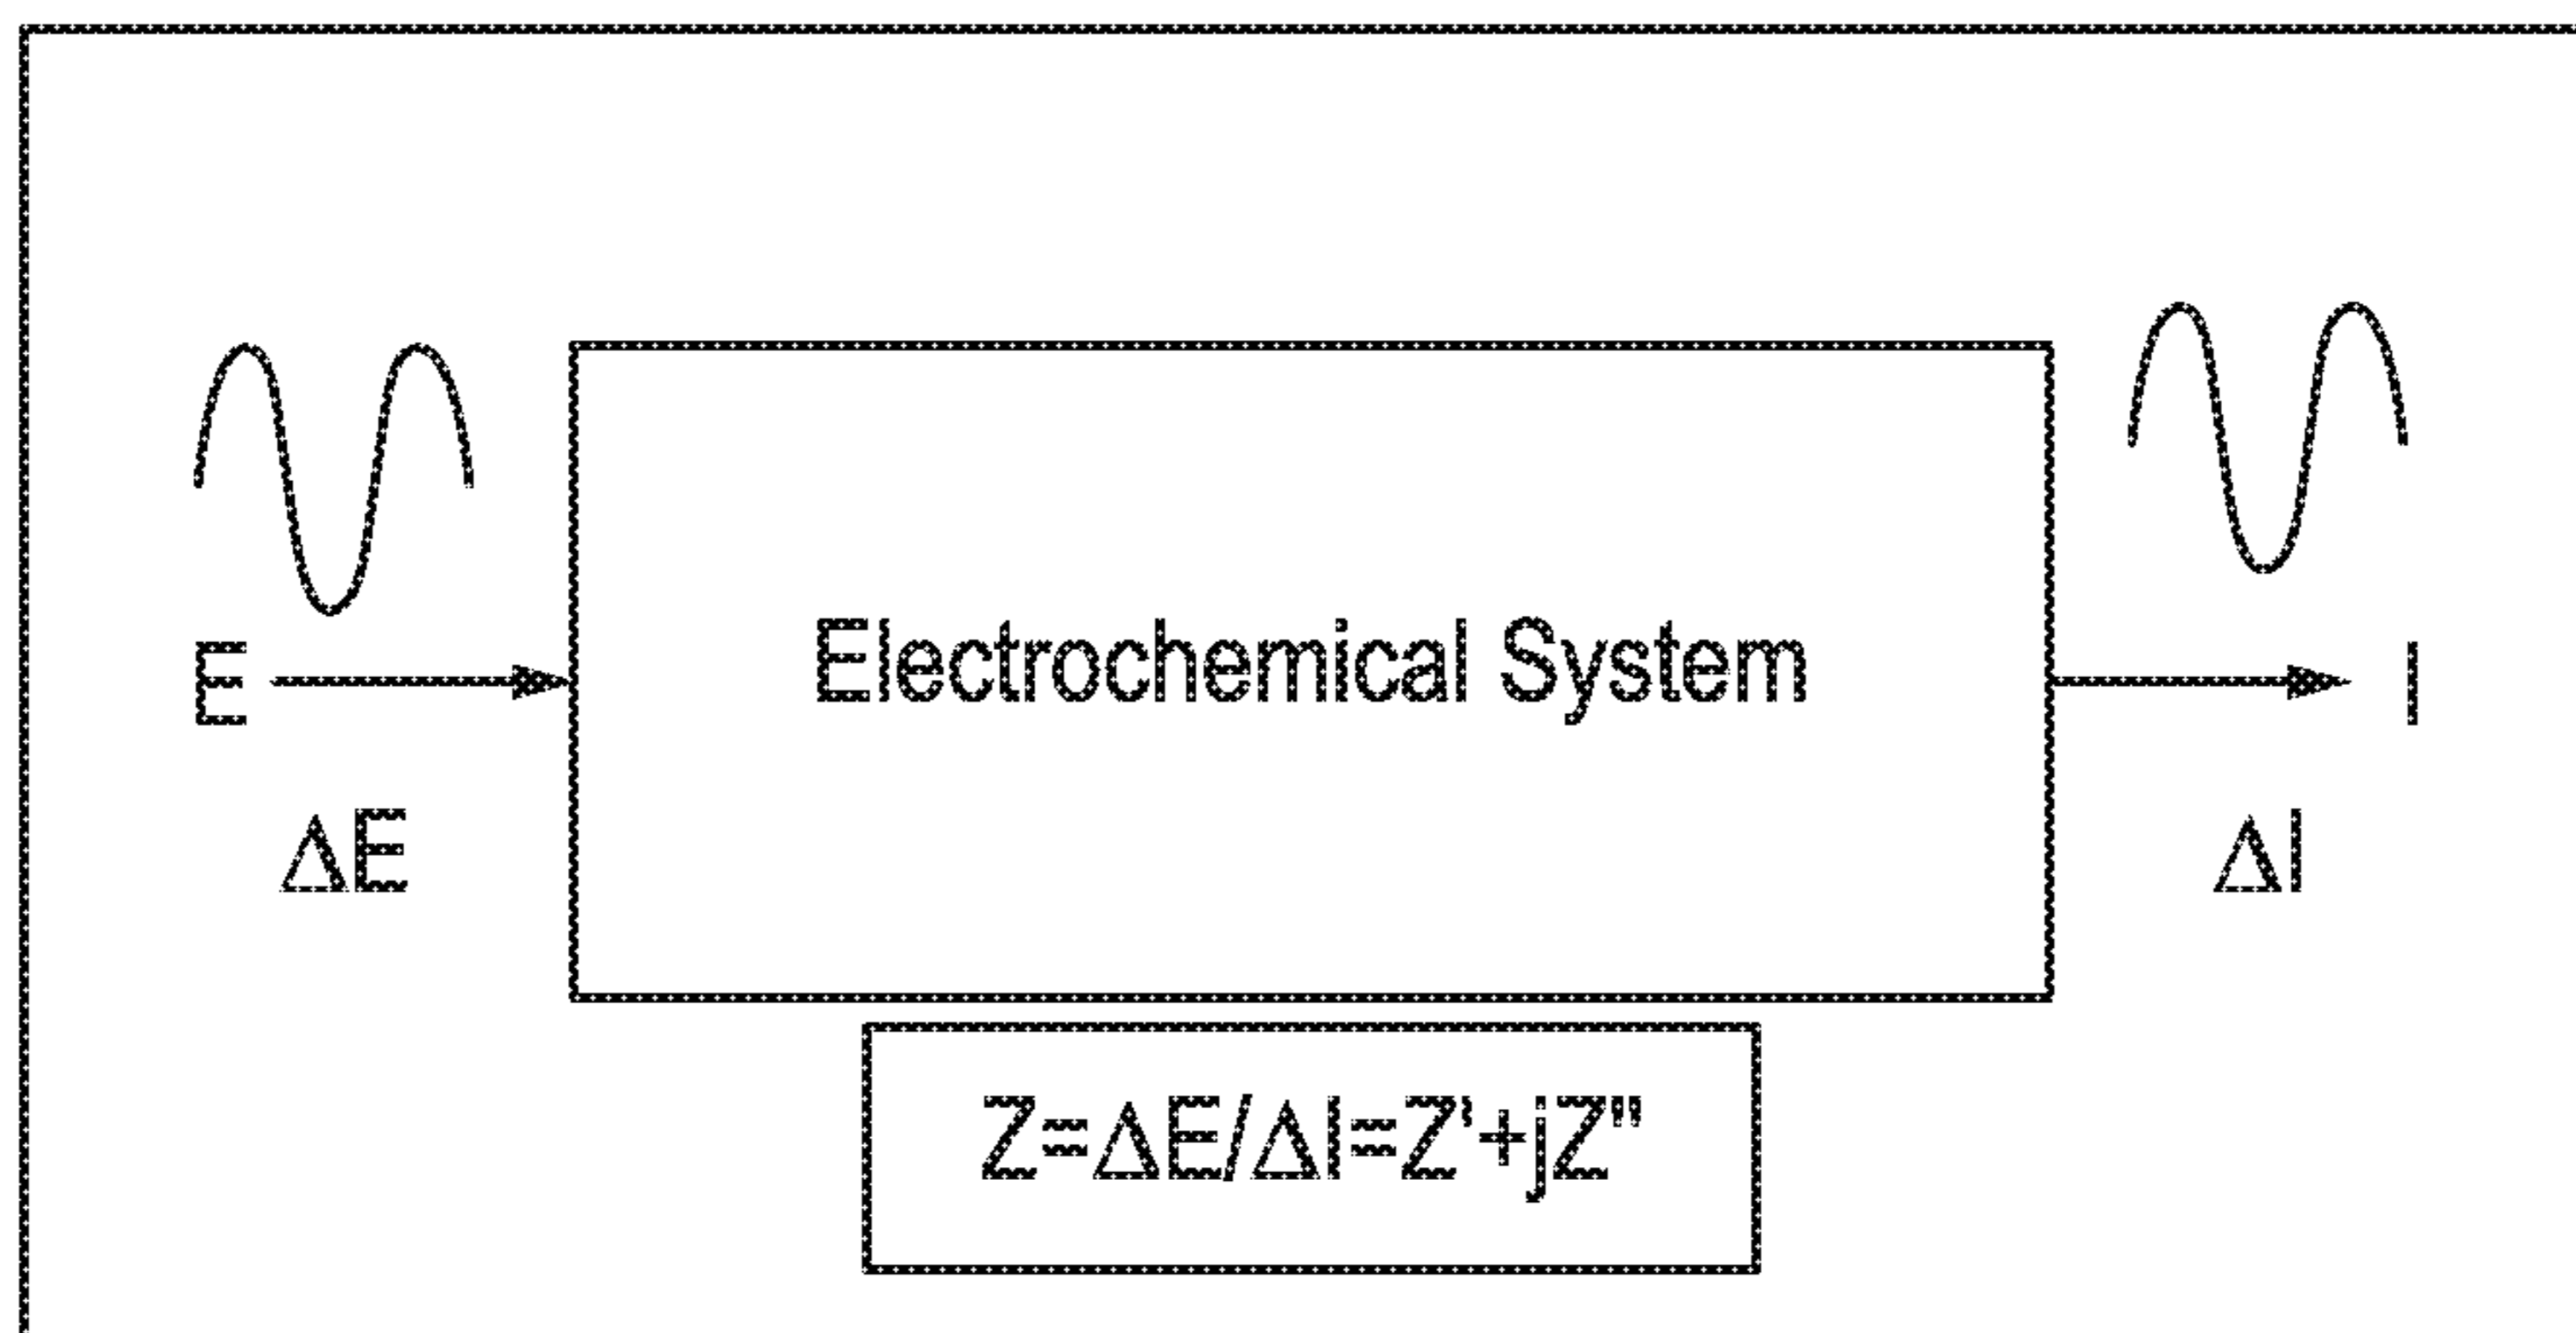 E
Electrochemical System
I
ΔE
ΔI
Z=ΔE/ΔI=Z'+jZ"